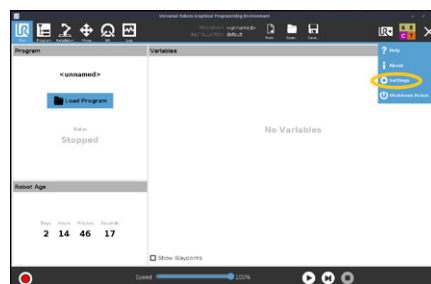 Universal Robots Graphical Programming Environment
PROGRAM <unnamed>
INSTALLATION default
Run Program Installation Move I/O Log
New... Open... Save...
Program
Variables
<unnamed>
Load Program
Status
Stopped
No Variables
Help
About
Settings
Shutdown Robot
Robot Age
Days Hours Minutes Seconds
2 14 46 17
Show Waypoints
Speed 100%